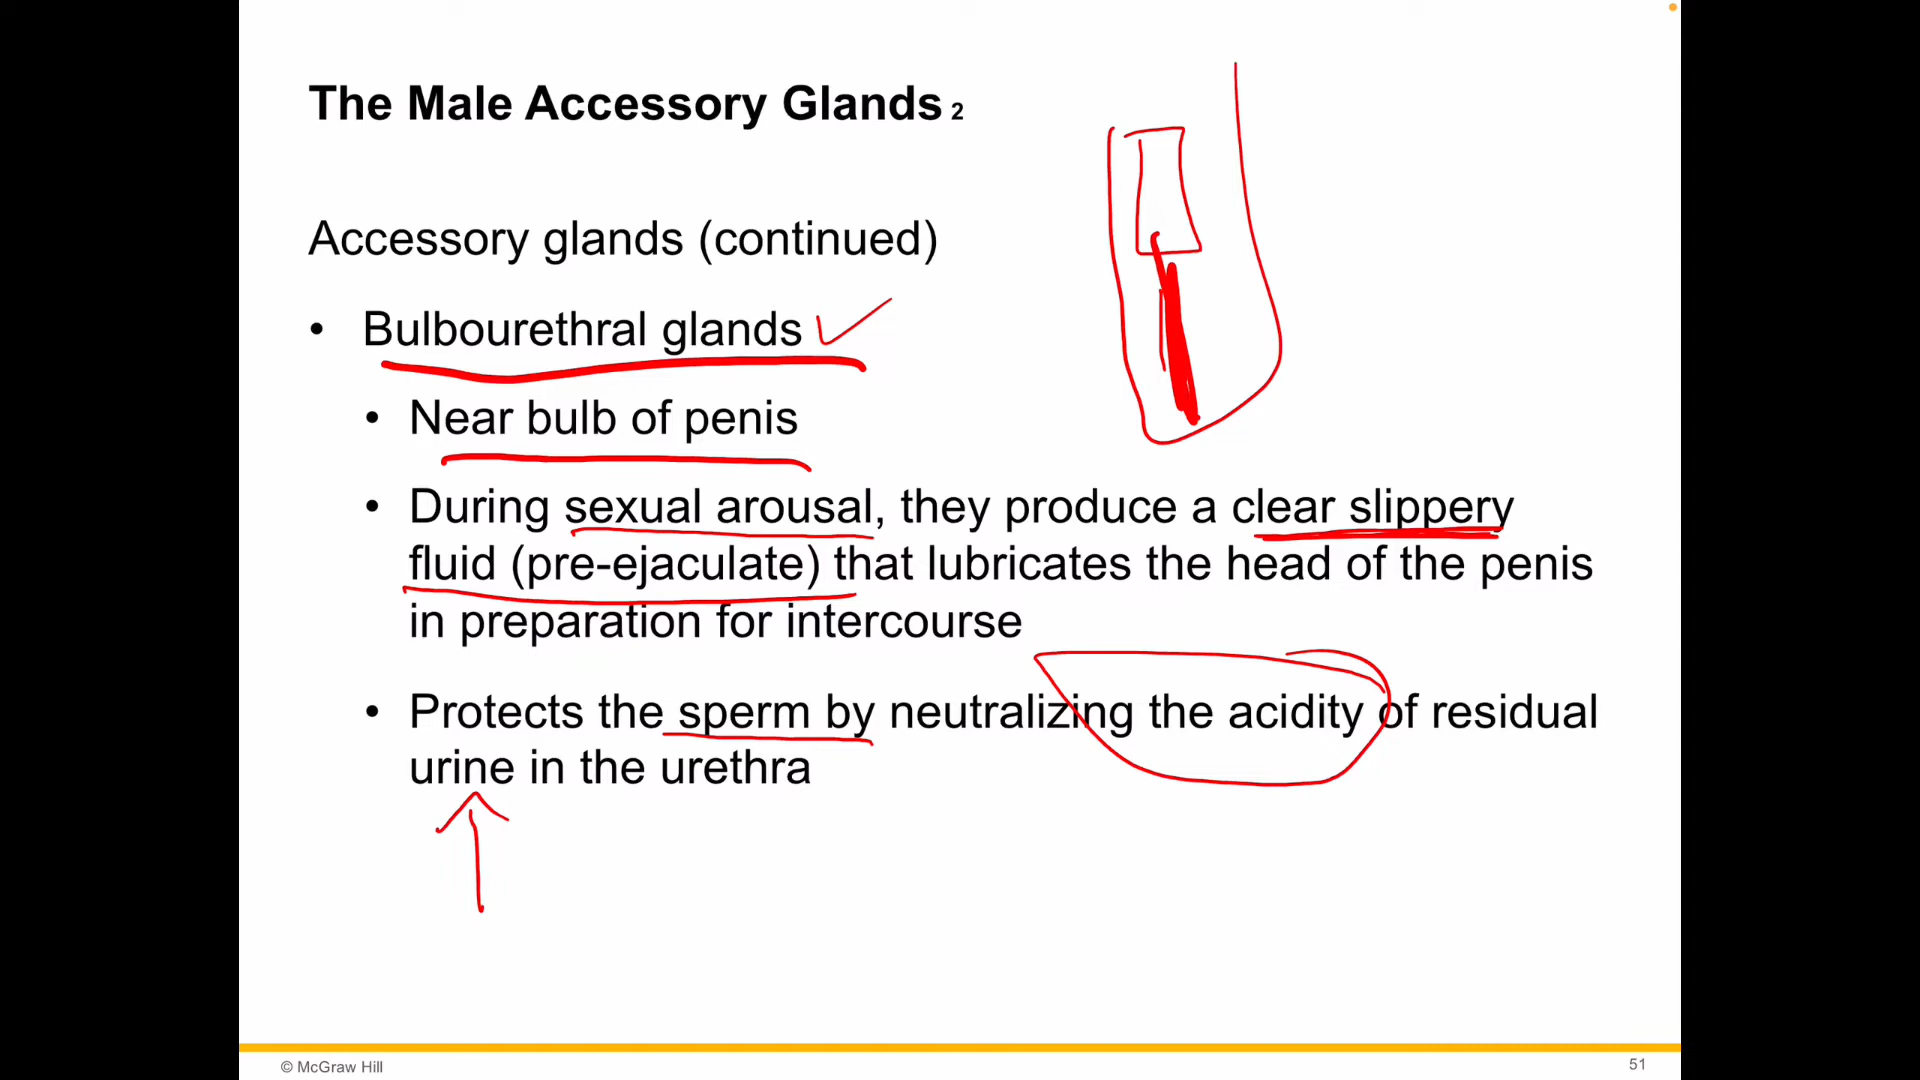 The Male Accessory Glands 2
Accessory glands (continued)
• Bulbourethral glands
• Near bulb of penis
• During sexual arousal, they produce a clear slippery
fluid (pre-ejaculate) that lubricates the head of the penis
in preparation for intercourse
• Protects the sperm by neutralizing the acidity of residual
urine in the urethra
© McGraw Hill
51